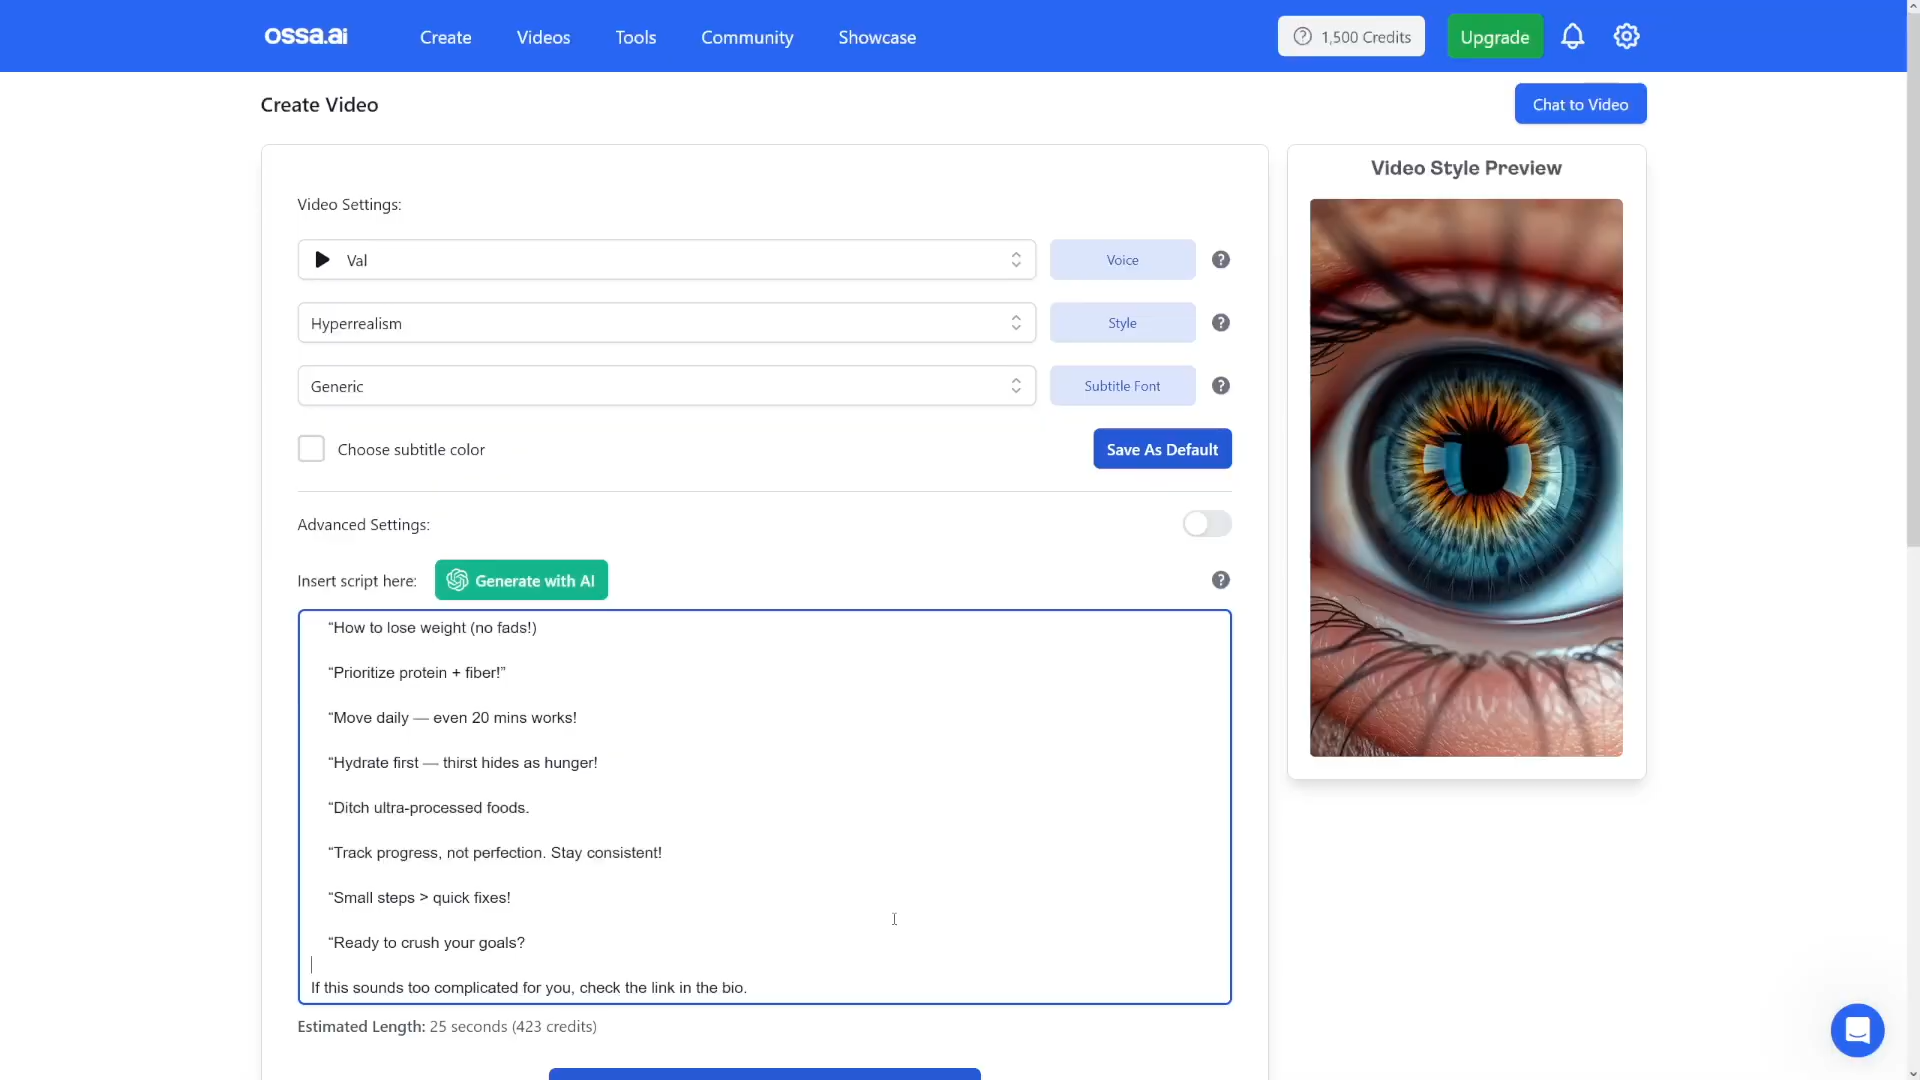 ossa.ai
Create
Videos
Tools
Community
Showcase
1,500 Credits
Upgrade
Create Video
Chat to Video
Video Settings:
Val
Voice
Hyperrealism
Style
Generic
Subtitle Font
Choose subtitle color
Save As Default
Advanced Settings:
Insert script here:
Generate with AI
“How to lose weight (no fads!)
“Prioritize protein + fiber!”
“Move daily — even 20 mins works!
“Hydrate first — thirst hides as hunger!
“Ditch ultra-processed foods.
“Track progress, not perfection. Stay consistent!
“Small steps > quick fixes!
“Ready to crush your goals?
If this sounds too complicated for you, check the link in the bio.
Estimated Length: 25 seconds (423 credits)
Video Style Preview